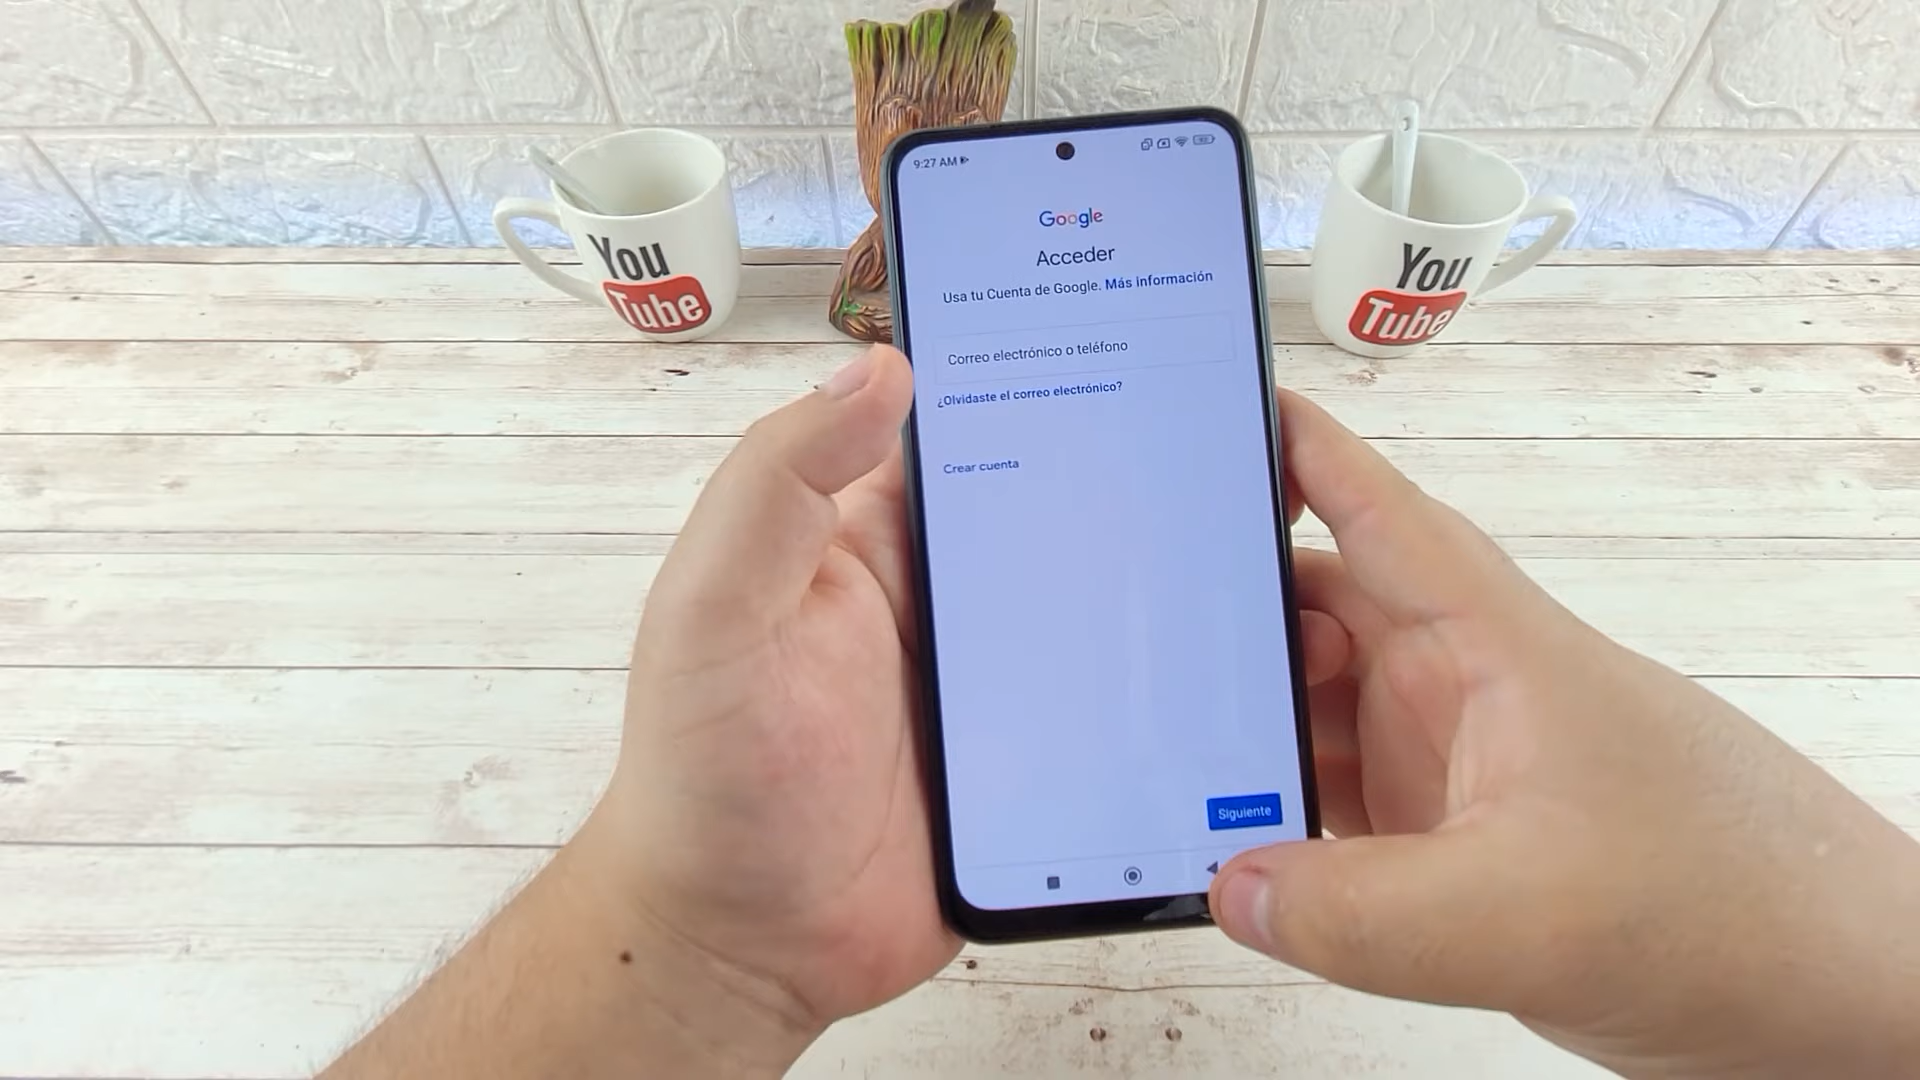 9:27 AM
Google
Acceder
Usa tu Cuenta de Google. Más información
Correo electrónico o teléfono
¿Olvidaste el correo electrónico?
Crear cuenta
Siguiente
You
Tube
You
Tube